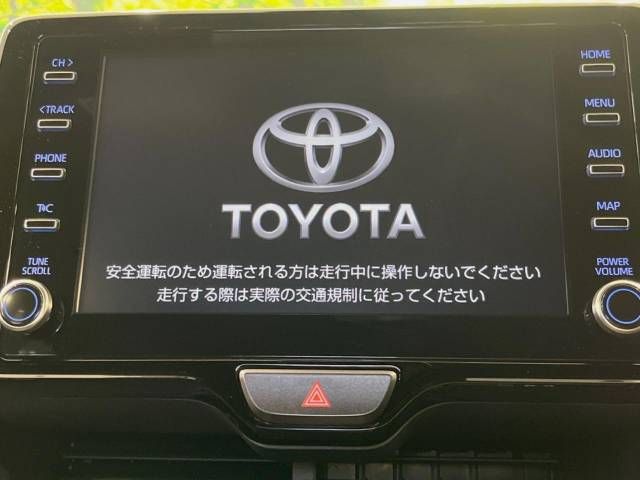 CH >
< TRACK
PHONE
T C
TUNE
SCROLL
TOYOTA
安全運転のため運転される方は走行中に操作しないでください
走行する際は実際の交通規制に従ってください
HOME
MENU
AUDIO
MAP
POWER
VOLUME